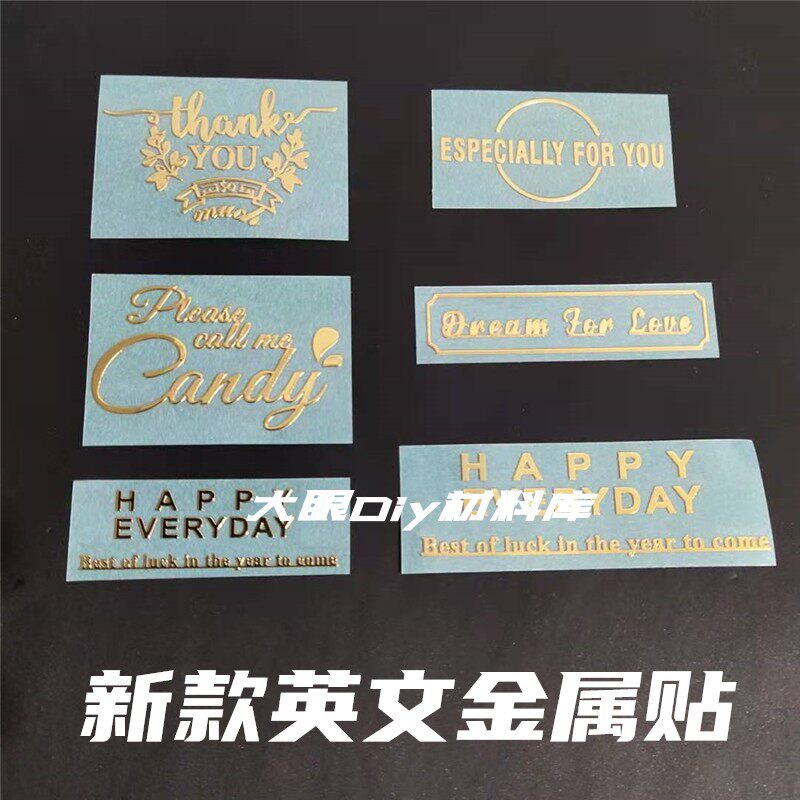 thank
YOU
so
much
ESPECIALLY FOR YOU
Please
call me
Candy
Dream For Love
HAPPY
EVERYDAY
Best of luck in the year to come
HAPPY
EVERYDAY
Best of luck in the year to come
大眼Diy材料库
新款英文金属贴